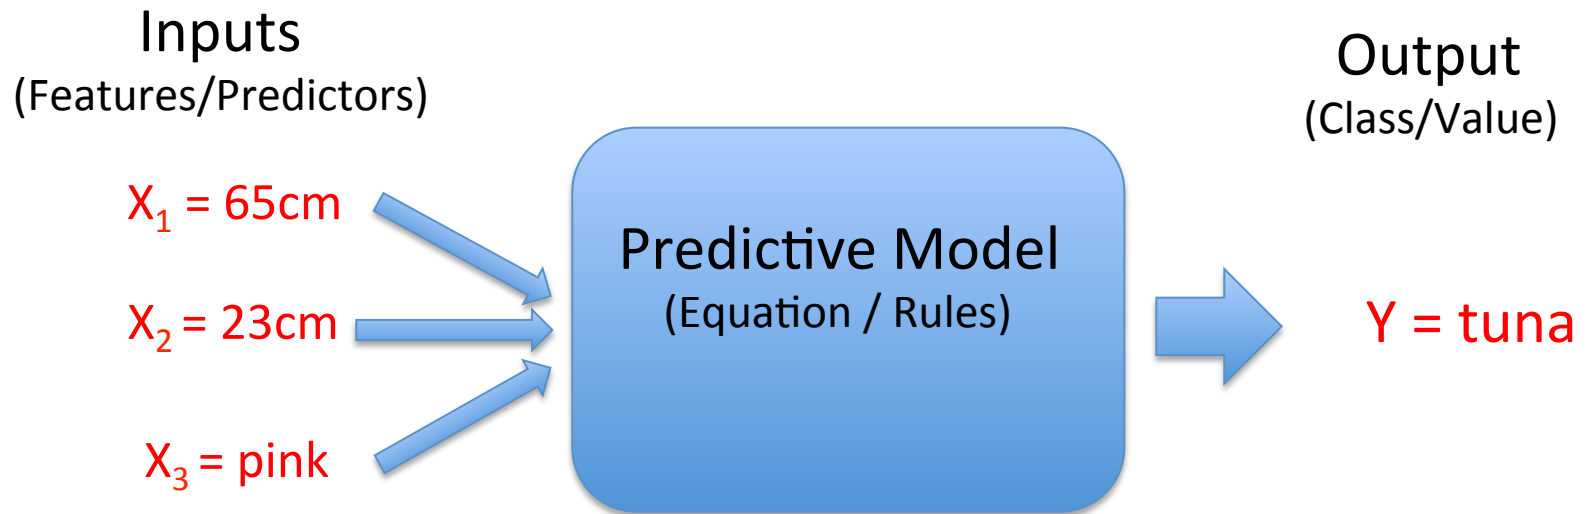 Inputs
(Features/Predictors)
X₁ = 65cm
X₂ = 23cm
X₃ = pink
Predictive Model
(Equation / Rules)
Output
(Class/Value)
Y = tuna